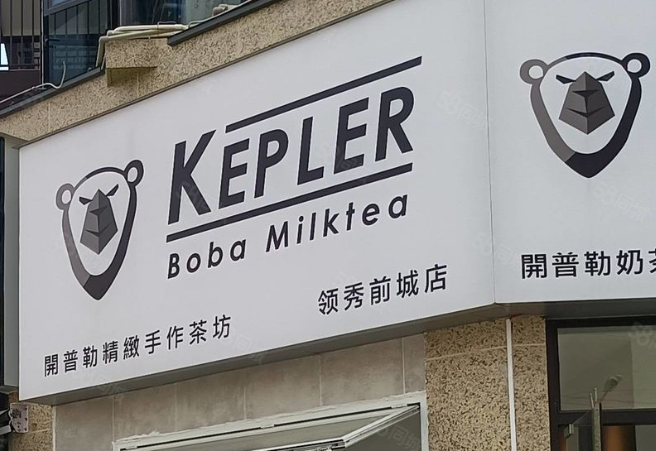 KEPLER
Boba Milktea
開普勒精緻手作茶坊
领秀前城店
開普勒奶茶